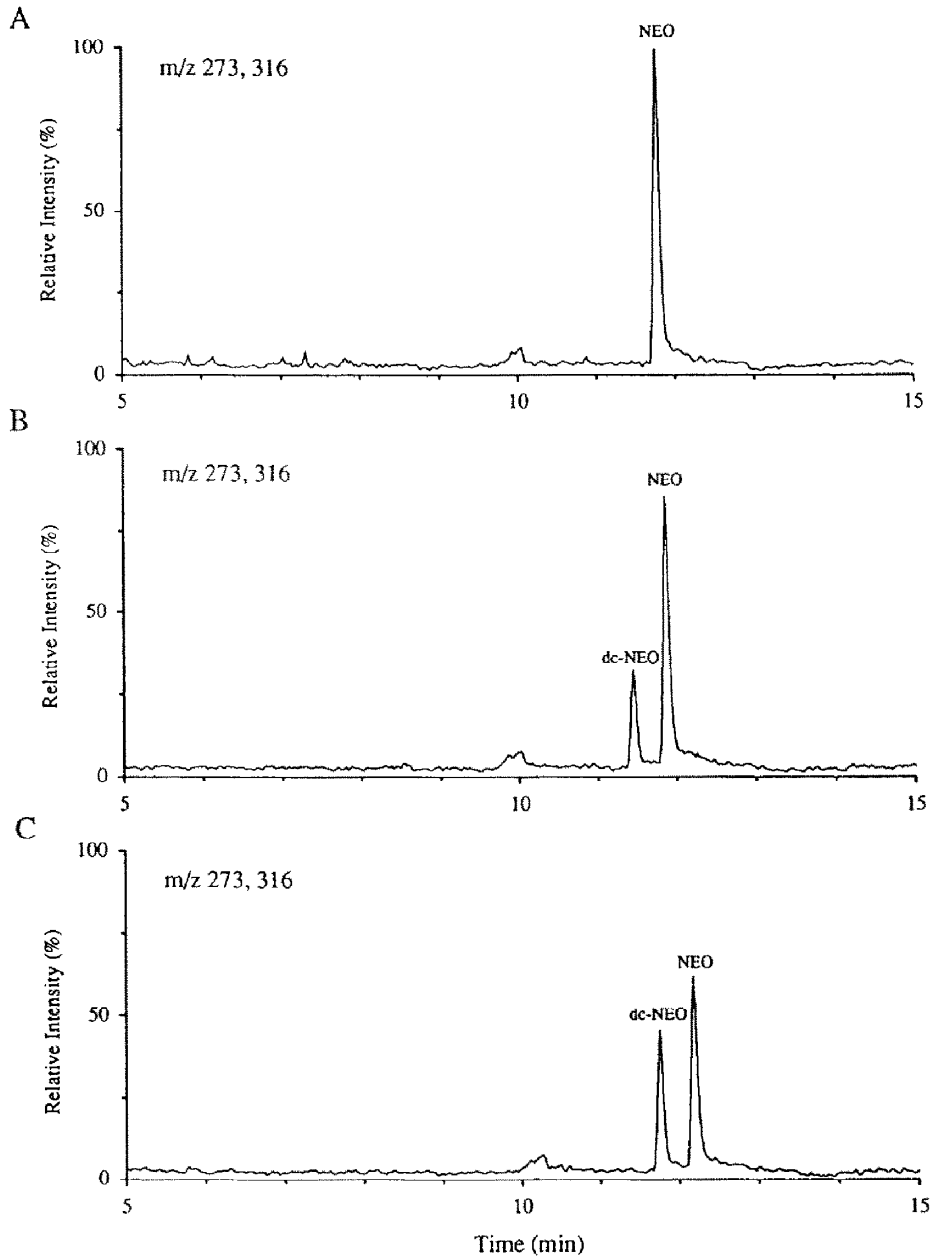 A
NEO
100
m/z 273, 316
50
Relative Intensity (%)
0
5
10
15
B
100
m/z 273, 316
NEO
50
dc-NEO
Relative Intensity (%)
0
5
10
15
C
100
m/z 273, 316
NEO
50
dc-NEO
Relative Intensity (%)
0
5
10
15
Time (min)